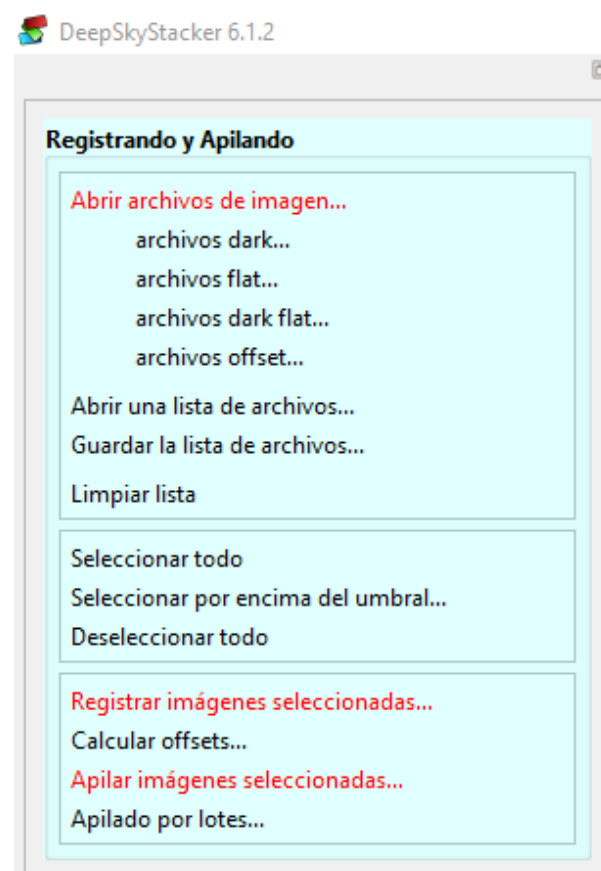 DeepSkyStacker 6.1.2
Registrando y Apilando
Abrir archivos de imagen...
archivos dark...
archivos flat...
archivos dark flat...
archivos offset...
Abrir una lista de archivos...
Guardar la lista de archivos...
Limpiar lista
Seleccionar todo
Seleccionar por encima del umbral...
Deseleccionar todo
Registrar imágenes seleccionadas...
Calcular offsets...
Apilar imágenes seleccionadas...
Apilado por lotes...